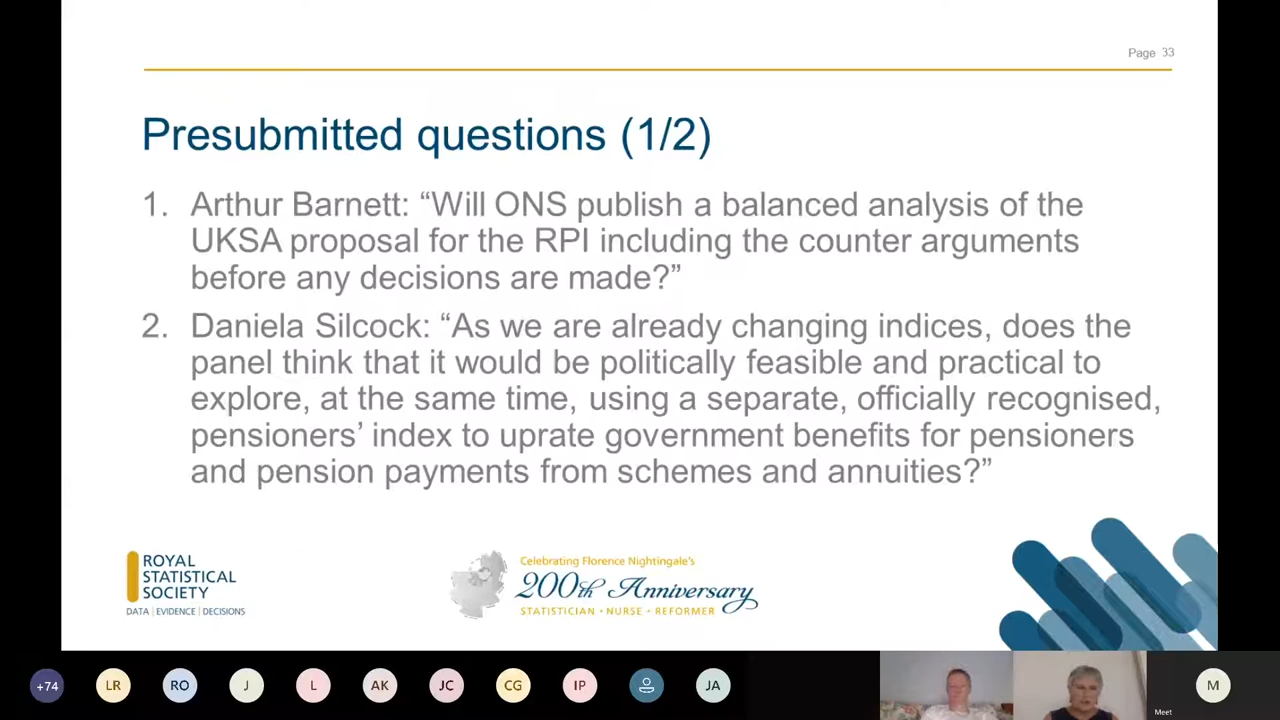 Page 33
Presubmitted questions (1/2)
1. Arthur Barnett: “Will ONS publish a balanced analysis of the
UKSA proposal for the RPI including the counter arguments
before any decisions are made?”
2. Daniela Silcock: “As we are already changing indices, does the
panel think that it would be politically feasible and practical to
explore, at the same time, using a separate, officially recognised,
pensioners’ index to uprate government benefits for pensioners
and pension payments from schemes and annuities?”
ROYAL
STATISTICAL
SOCIETY
DATA | EVIDENCE | DECISIONS
Celebrating Florence Nightingale's
200th Anniversary
STATISTICIAN • NURSE • REFORMER
+74 LR RO J L AK JC CG IP JA M
Meet